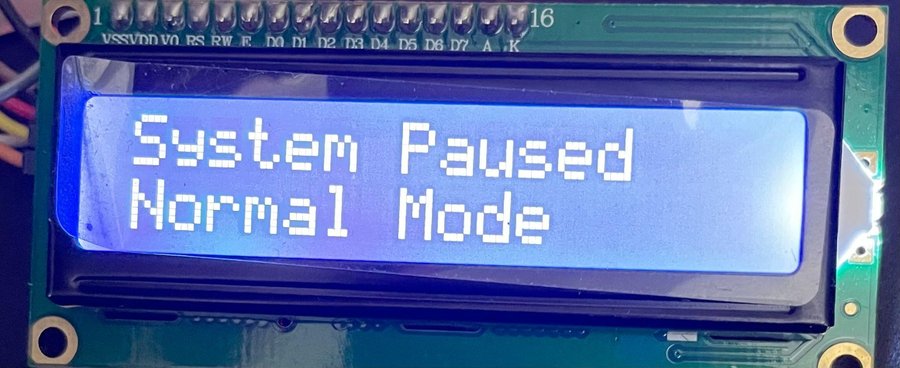 1 16
VSS VDD V0 RS RW E D0 D1 D2 D3 D4 D5 D6 D7 A K
System Paused
Normal Mode